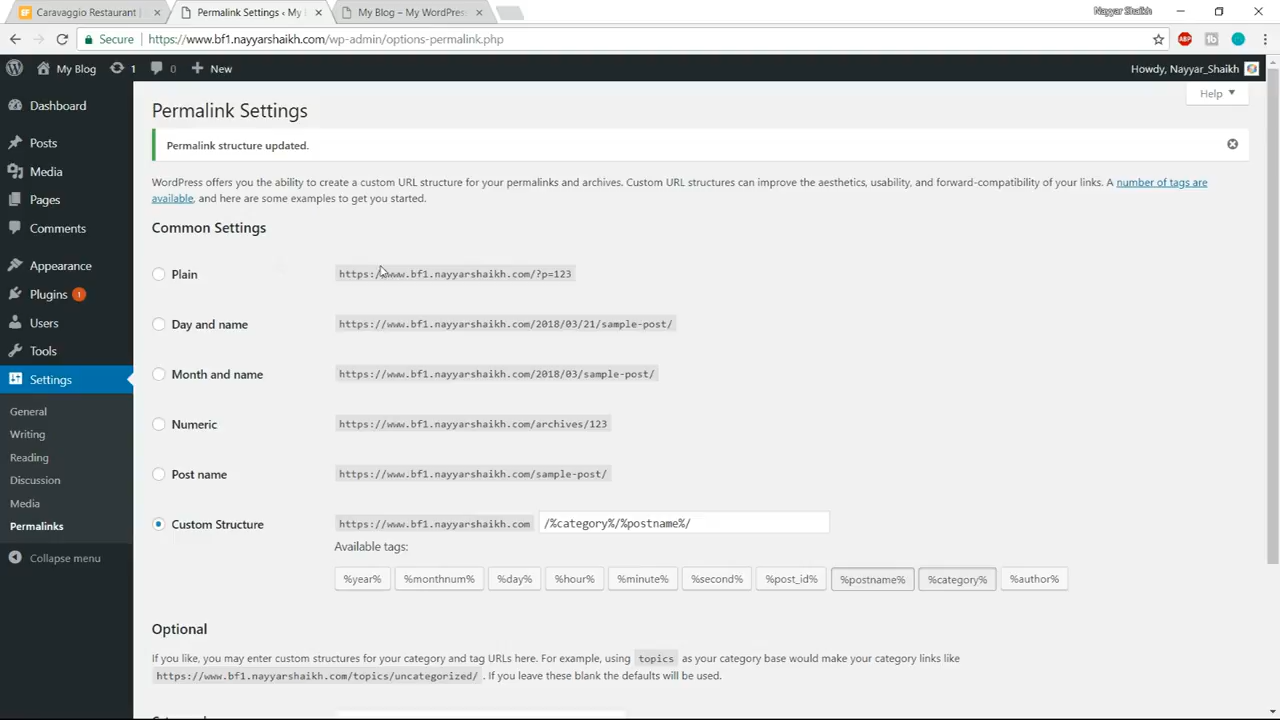 Caravaggio Restaurant |
Permalink Settings ‹ My B
My Blog – My WordPress
Nayyar Shaikh
Secure
https://www.bf1.nayyarshaikh.com/wp-admin/options-permalink.php
ABP
My Blog
1
0
New
Howdy, Nayyar_Shaikh
Dashboard
Posts
Media
Pages
Comments
Appearance
Plugins 1
Users
Tools
Settings
General
Writing
Reading
Discussion
Media
Permalinks
Collapse menu
Help
Permalink Settings
Permalink structure updated.
WordPress offers you the ability to create a custom URL structure for your permalinks and archives. Custom URL structures can improve the aesthetics, usability, and forward-compatibility of your links. A number of tags are
available, and here are some examples to get you started.
Common Settings
Plain https://www.bf1.nayyarshaikh.com/?p=123
Day and name https://www.bf1.nayyarshaikh.com/2018/03/21/sample-post/
Month and name https://www.bf1.nayyarshaikh.com/2018/03/sample-post/
Numeric https://www.bf1.nayyarshaikh.com/archives/123
Post name https://www.bf1.nayyarshaikh.com/sample-post/
Custom Structure https://www.bf1.nayyarshaikh.com /%category%/%postname%/
Available tags:
%year% %monthnum% %day% %hour% %minute% %second% %post_id% %postname% %category% %author%
Optional
If you like, you may enter custom structures for your category and tag URLs here. For example, using topics as your category base would make your category links like
https://www.bf1.nayyarshaikh.com/topics/uncategorized/ . If you leave these blank the defaults will be used.